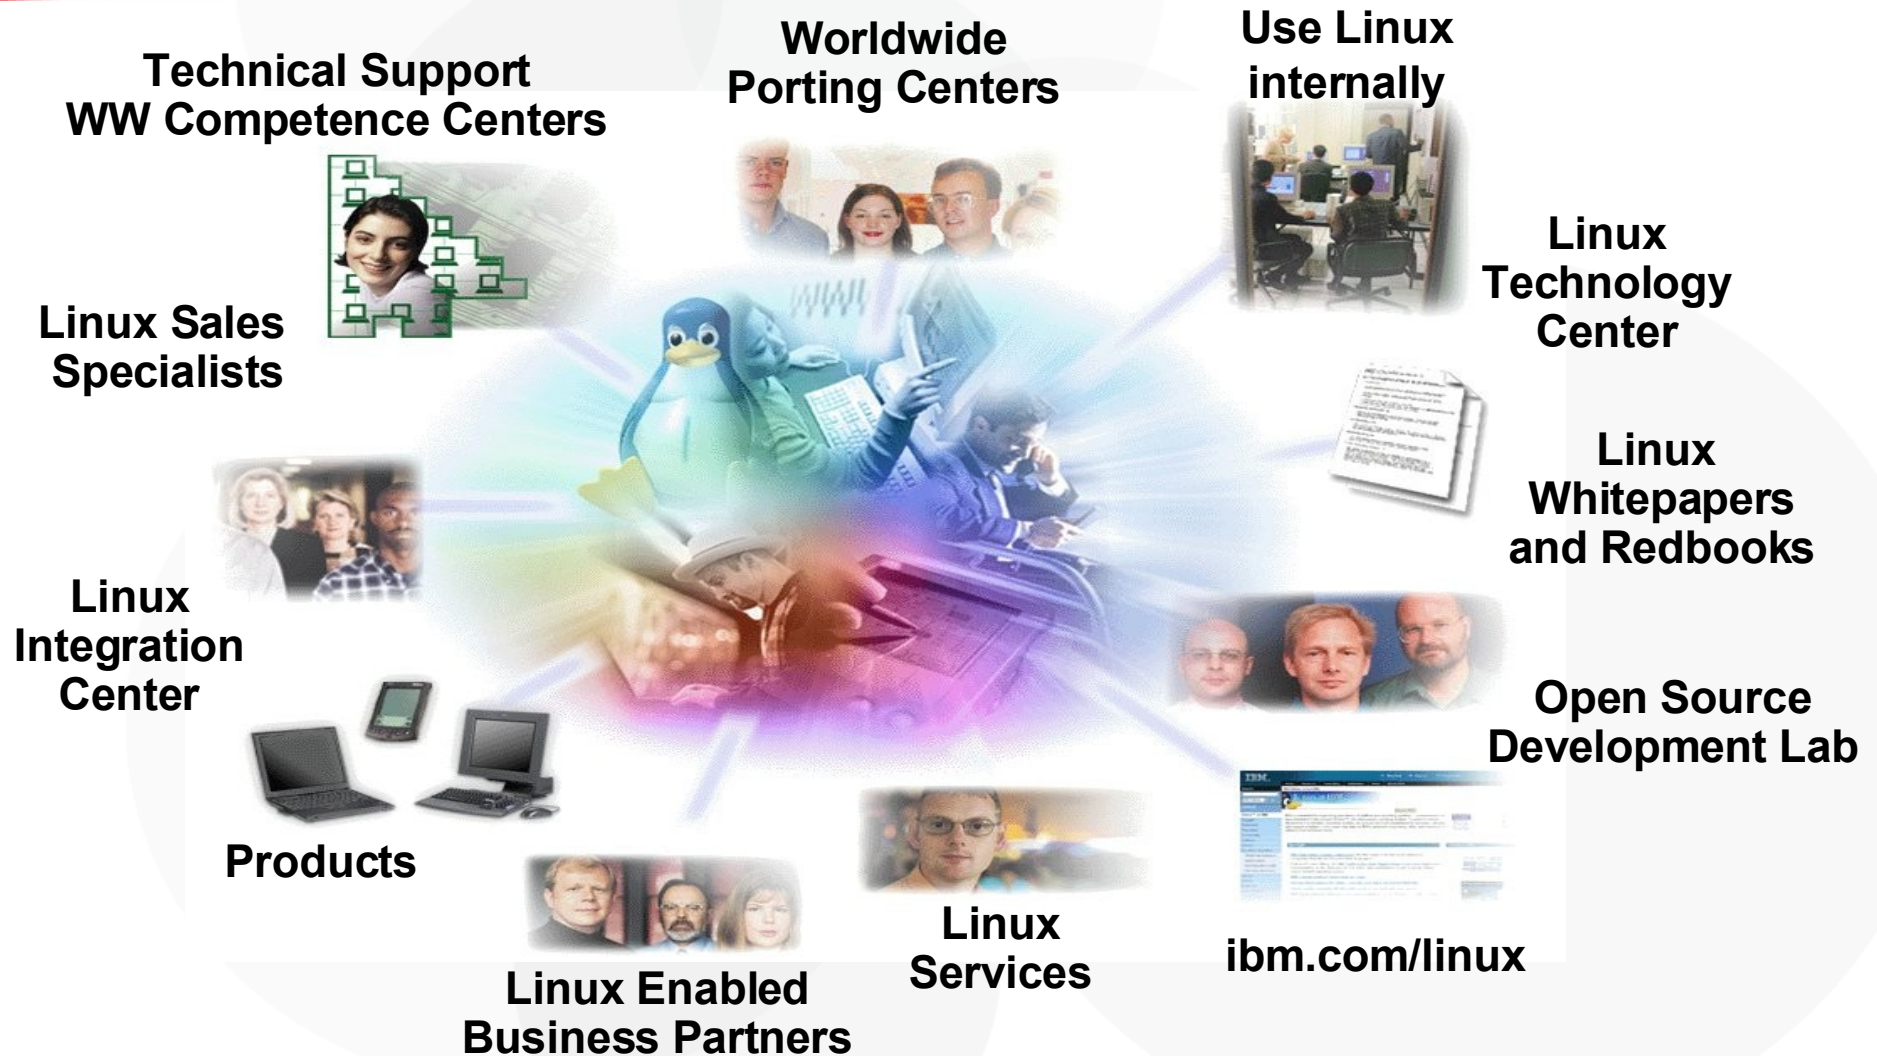 Technical Support
WW Competence Centers
Worldwide
Porting Centers
Use Linux
internally
Linux Sales
Specialists
Linux
Technology
Center
Linux
Whitepapers
and Redbooks
Linux
Integration
Center
Open Source
Development Lab
Products
IBM
Linux
Services
ibm.com/linux
Linux Enabled
Business Partners